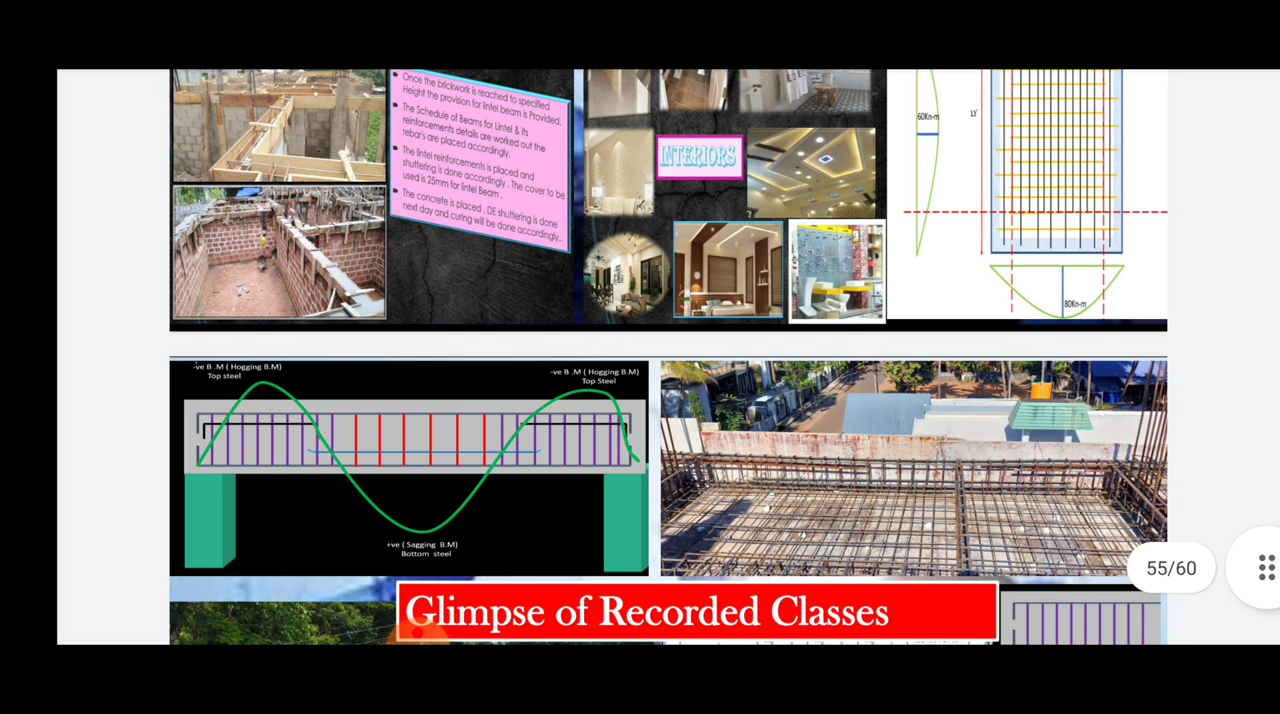 Once the brickwork is reached to specified
Height the provision for lintel beam is Provided.
The Schedule of Beams for Lintel & its
reinforcements details are worked out the
rebar's are placed accordingly.
The lintel reinforcements is placed and
shuttering is done accordingly . The cover to be
used is 25mm for lintel Beam .
The concrete is placed , DE shuttering is done
next day and curing will be done accordingly..
INTERIORS
60Kn-m
LY
80Kn-m
-ve B .M ( Hogging B.M)
Top steel
-ve B .M ( Hogging B.M)
Top Steel
+ve ( Sagging B.M)
Bottom steel
55/60
Glimpse of Recorded Classes